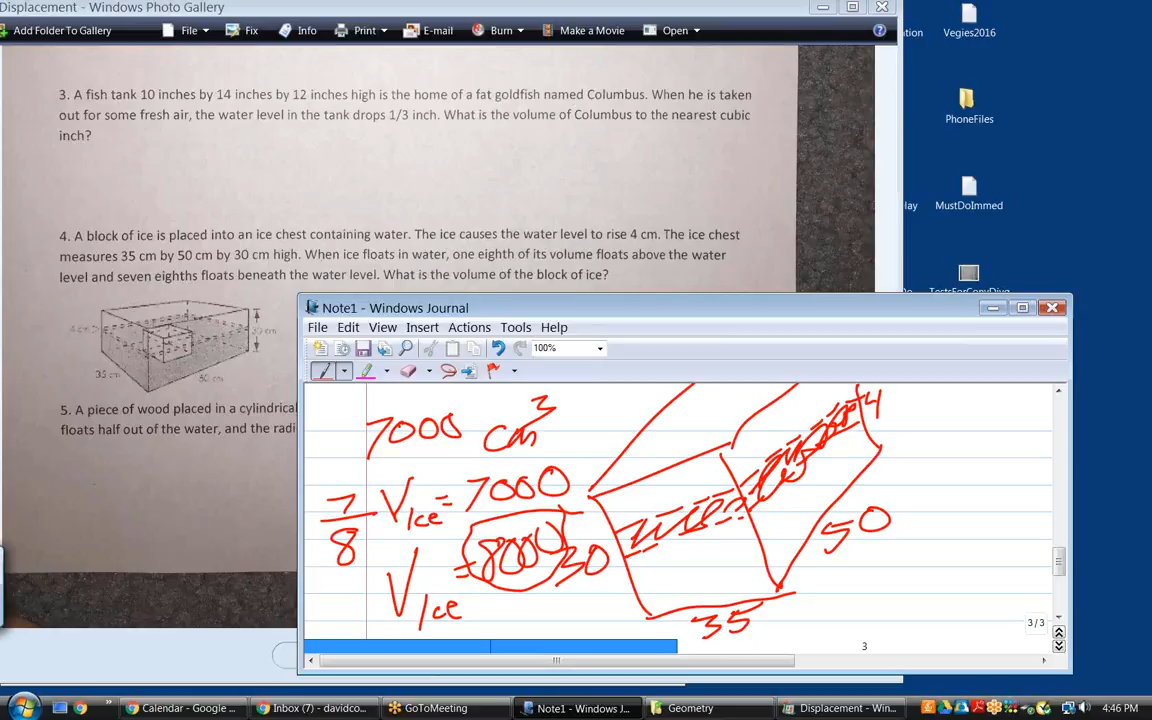 Displacement - Windows Photo Gallery
Add Folder To Gallery File Fix Info Print E-mail Burn Make a Movie Open
3. A fish tank 10 inches by 14 inches by 12 inches high is the home of a fat goldfish named Columbus. When he is taken
out for some fresh air, the water level in the tank drops 1/3 inch. What is the volume of Columbus to the nearest cubic
inch?
4. A block of ice is placed into an ice chest containing water. The ice causes the water level to rise 4 cm. The ice chest
measures 35 cm by 50 cm by 30 cm high. When ice floats in water, one eighth of its volume floats above the water
level and seven eighths floats beneath the water level. What is the volume of the block of ice?
4 cm
30 cm
35 cm
50 cm
5. A piece of wood placed in a cylindrical
floats half out of the water, and the radi
Vegies2016
PhoneFiles
MustDoImmed
Note1 - Windows Journal
File Edit View Insert Actions Tools Help
100%
7000 cm³
7/8 V ice = 7000
V ice = 8000
30
4
50
35
3/3
3
Calendar - Google ... Inbox (7) - davidco... GoToMeeting Note1 - Windows J... Geometry Displacement - Win... 4:46 PM